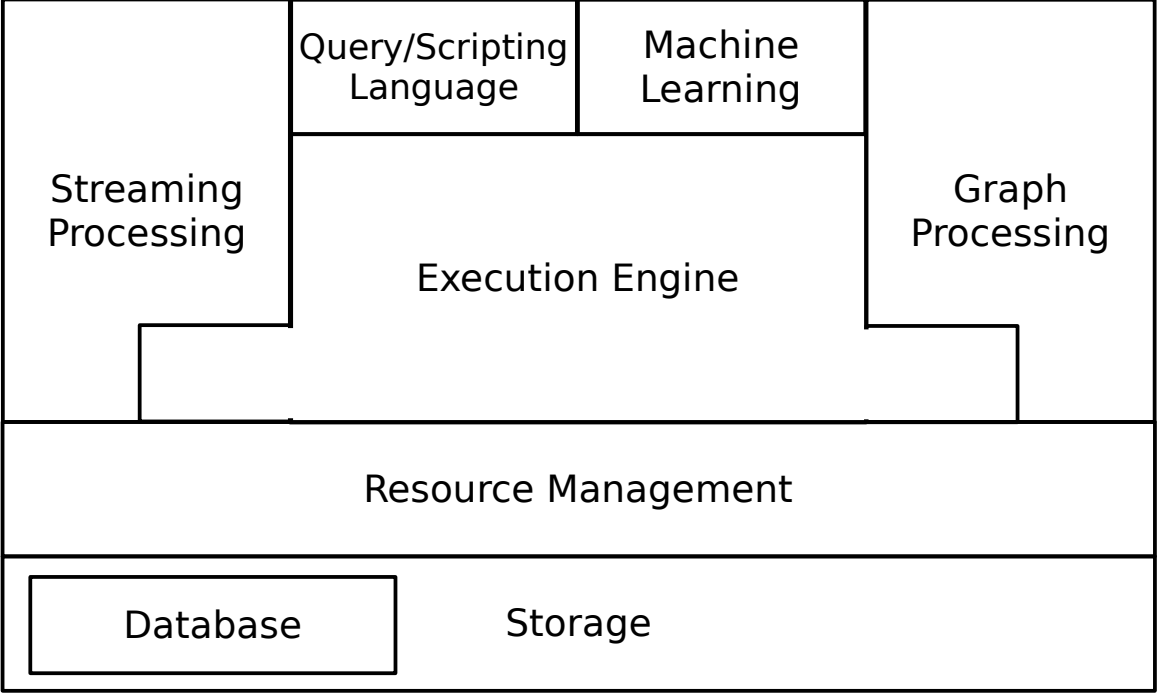 Query/Scripting
Language
Machine
Learning
Streaming
Processing
Graph
Processing
Execution Engine
Resource Management
Database
Storage